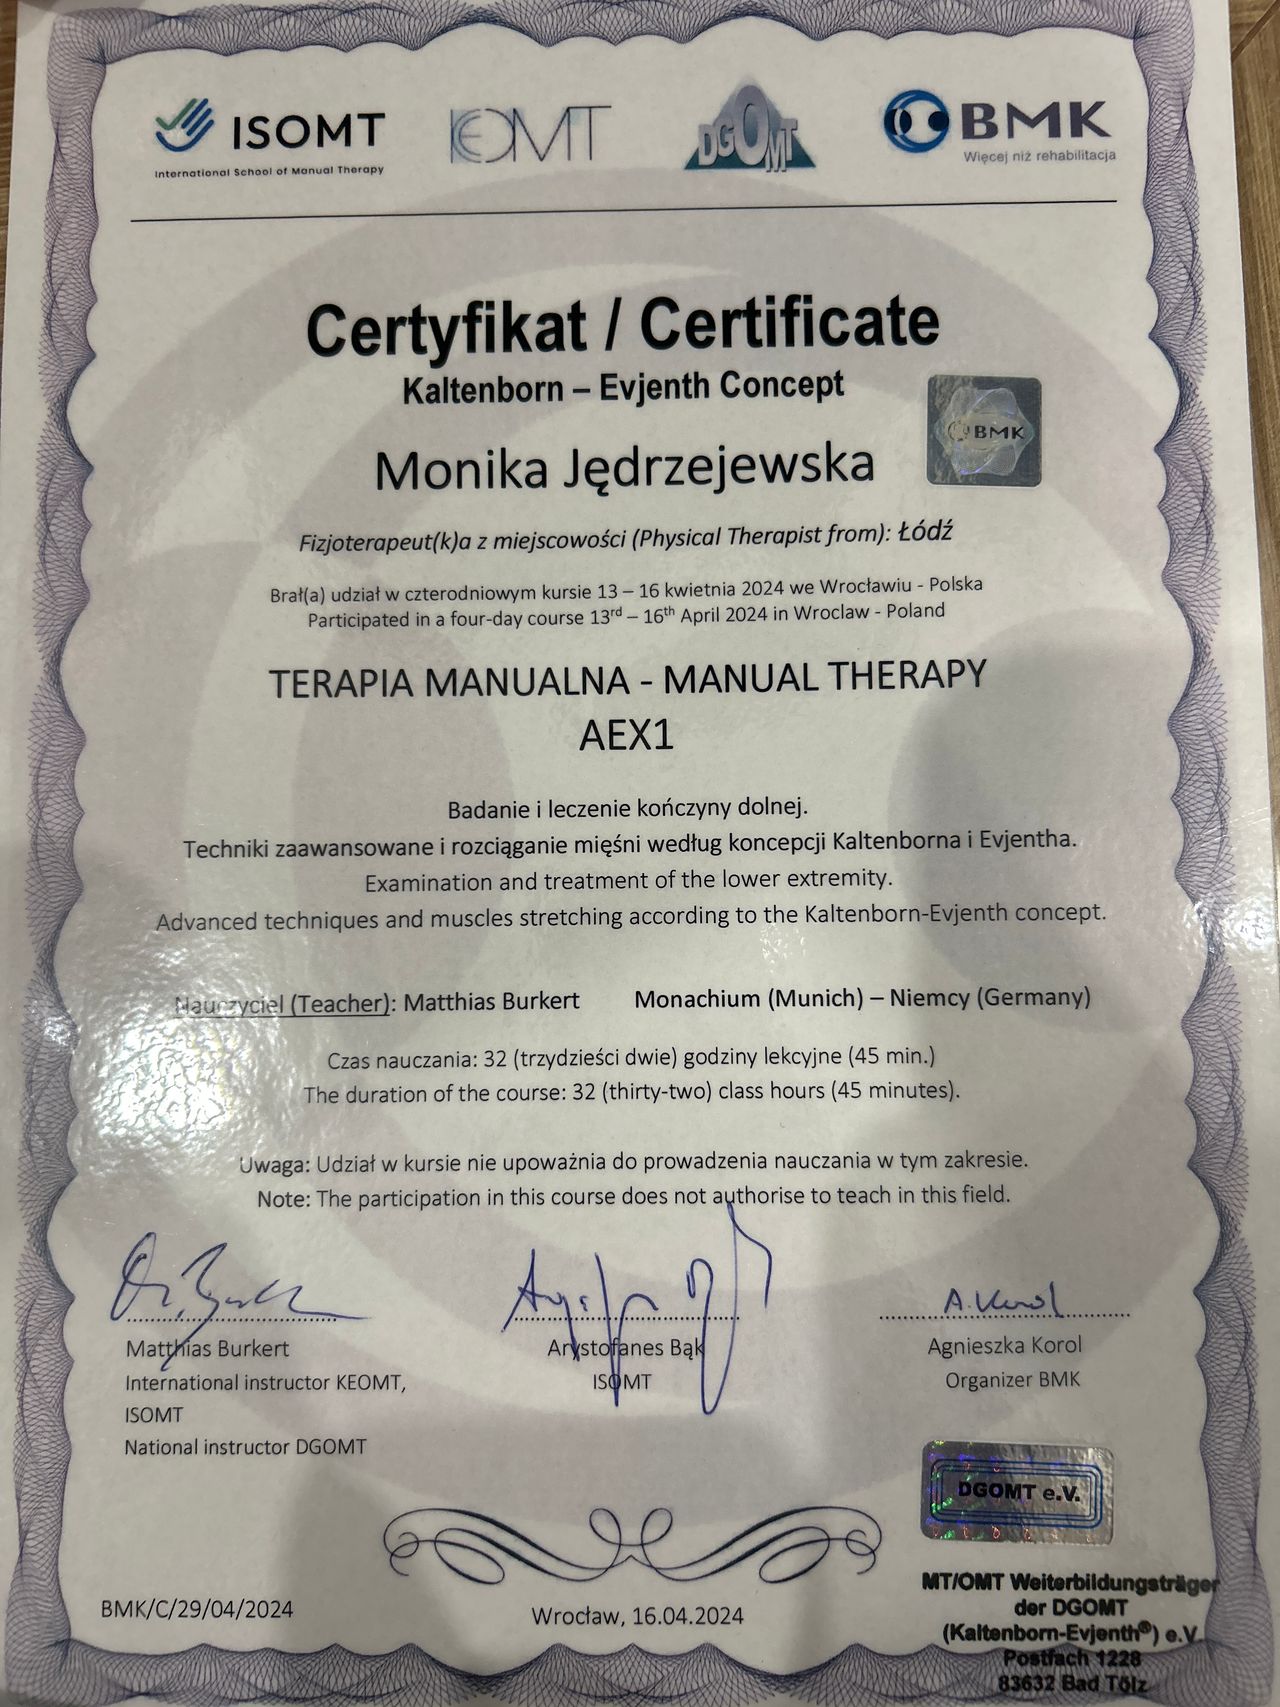 ISOMT
International School of Manual Therapy
KEOMT
DGOMT
BMK
Więcej niż rehabilitacja
Certyfikat / Certificate
Kaltenborn – Evjenth Concept
BMK
Monika Jędrzejewska
Fizjoterapeut(k)a z miejscowości (Physical Therapist from): Łódź
Brał(a) udział w czterodniowym kursie 13 – 16 kwietnia 2024 we Wrocławiu - Polska
Participated in a four-day course 13rd – 16th April 2024 in Wroclaw - Poland
TERAPIA MANUALNA - MANUAL THERAPY
AEX1
Badanie i leczenie kończyny dolnej.
Techniki zaawansowane i rozciąganie mięśni według koncepcji Kaltenborna i Evjentha.
Examination and treatment of the lower extremity.
Advanced techniques and muscles stretching according to the Kaltenborn-Evjenth concept.
Nauczyciel (Teacher): Matthias Burkert Monachium (Munich) – Niemcy (Germany)
Czas nauczania: 32 (trzydzieści dwie) godziny lekcyjne (45 min.)
The duration of the course: 32 (thirty-two) class hours (45 minutes).
Uwaga: Udział w kursie nie upoważnia do prowadzenia nauczania w tym zakresie.
Note: The participation in this course does not authorise to teach in this field.
A. Korol
Matthias Burkert
International instructor KEOMT,
ISOMT
National instructor DGOMT
Arystofanes Bąk
ISOMT
Agnieszka Korol
Organizer BMK
DGOMT e.V.
MT/OMT Weiterbildungsträger
der DGOMT
(Kaltenborn-Evjenth®) e.V.
Postfach 1228
83632 Bad Tölz
BMK/C/29/04/2024
Wrocław, 16.04.2024